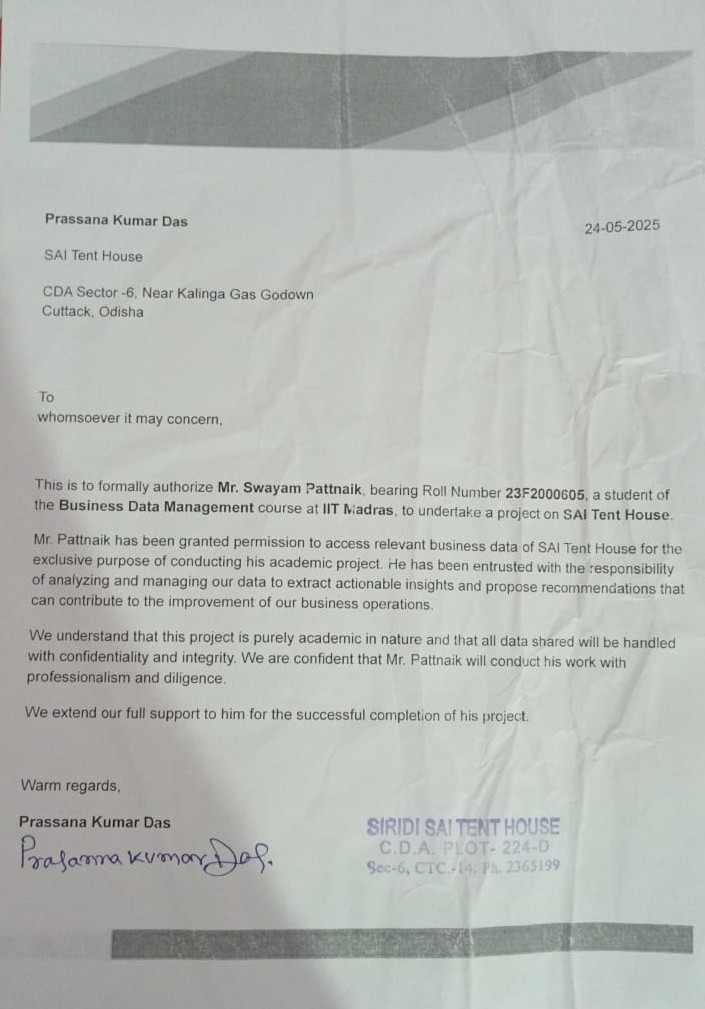 Prassana Kumar Das
24-05-2025
SAI Tent House
CDA Sector -6, Near Kalinga Gas Godown
Cuttack, Odisha
To
whomsoever it may concern,
This is to formally authorize Mr. Swayam Pattnaik, bearing Roll Number 23F2000605, a student of
the Business Data Management course at IIT Madras, to undertake a project on SAI Tent House.
Mr. Pattnaik has been granted permission to access relevant business data of SAI Tent House for the
exclusive purpose of conducting his academic project. He has been entrusted with the responsibility
of analyzing and managing our data to extract actionable insights and propose recommendations that
can contribute to the improvement of our business operations.
We understand that this project is purely academic in nature and that all data shared will be handled
with confidentiality and integrity. We are confident that Mr. Pattnaik will conduct his work with
professionalism and diligence.
We extend our full support to him for the successful completion of his project.
Warm regards,
Prassana Kumar Das
Prasanna Kumar Das.
SIRIDI SAI TENT HOUSE
C.D.A. PLOT- 224-D
Sec-6, CTC.-14. Ph. 2365199